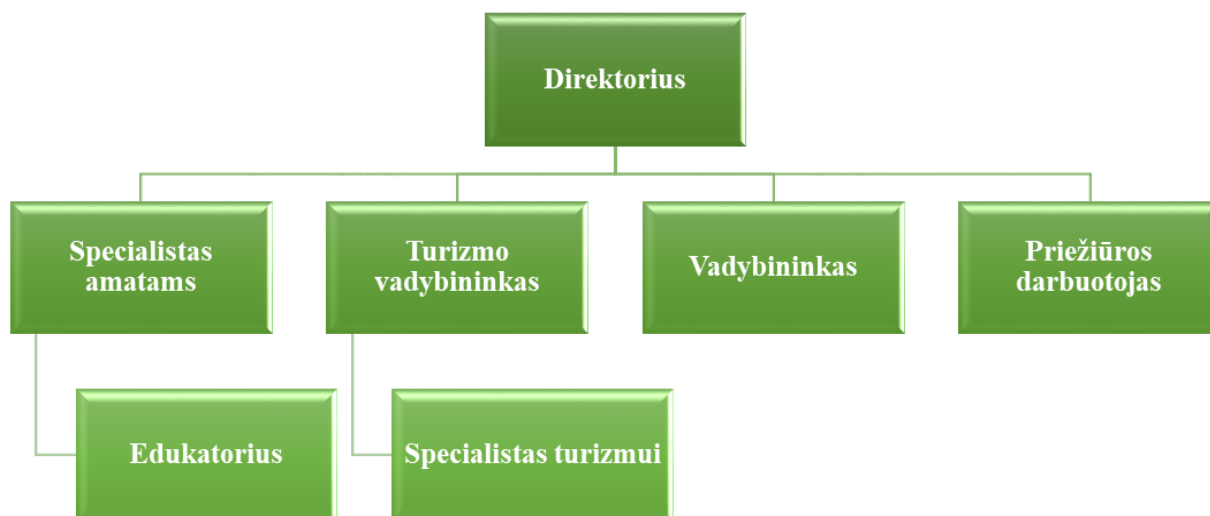 Direktorius
Specialistas
amatams
Turizmo
vadybininkas
Vadybininkas
Priežiūros
darbuotojas
Edukatorius
Specialistas turizmui